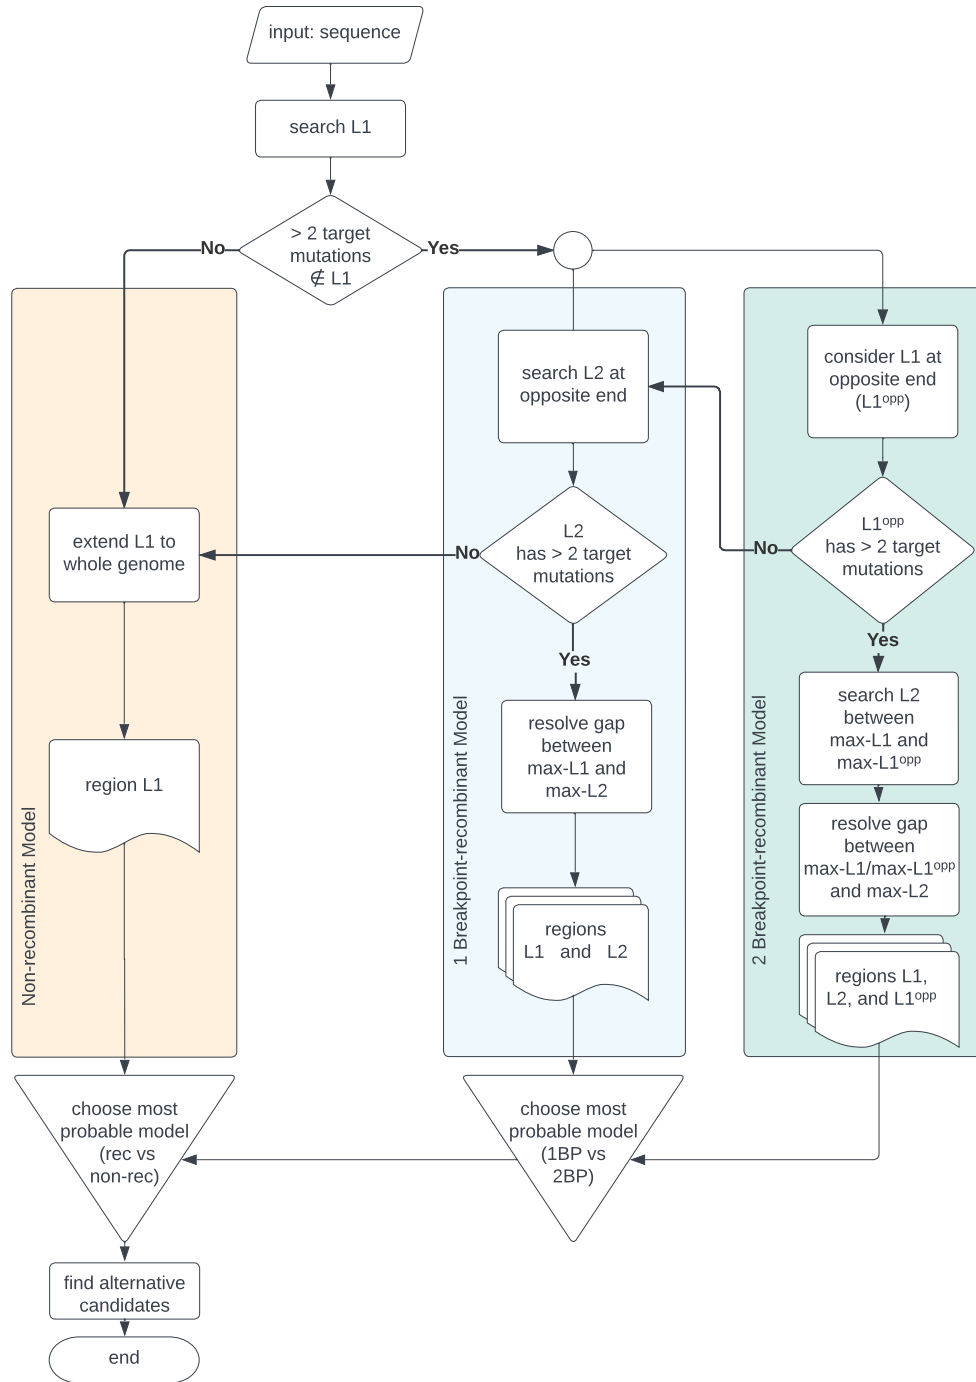 input: sequence
search L1
> 2 target
mutations
∉ L1
No
Yes
consider L1 at
opposite end
(L1ᵒᵖᵖ)
search L2 at
opposite end
L1ᵒᵖᵖ
has > 2 target
mutations
No
Yes
L2
has > 2 target
mutations
No
Yes
extend L1 to
whole genome
region L1
Non-recombinant Model
resolve gap
between
max-L1 and
max-L2
regions
L1 and L2
1 Breakpoint-recombinant Model
search L2
between
max-L1 and
max-L1ᵒᵖᵖ
resolve gap
between
max-L1/max-L1ᵒᵖᵖ
and max-L2
regions L1,
L2, and L1ᵒᵖᵖ
2 Breakpoint-recombinant Model
choose most
probable model
(1BP vs
2BP)
choose most
probable model
(rec vs
non-rec)
find alternative
candidates
end